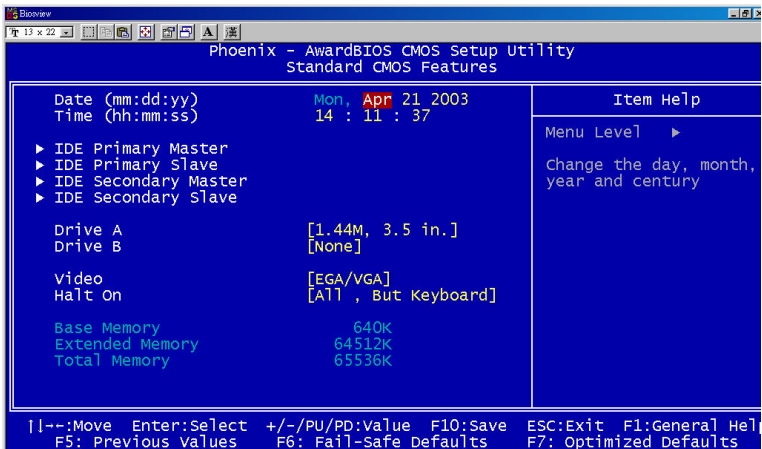 Biosview
13 x 22
A 漢
Phoenix - AwardBIOS CMOS Setup Utility
Standard CMOS Features
Date (mm:dd:yy) Mon, Apr 21 2003
Time (hh:mm:ss) 14 : 11 : 37
► IDE Primary Master
► IDE Primary Slave
► IDE Secondary Master
► IDE Secondary Slave
Drive A [1.44M, 3.5 in.]
Drive B [None]
Video [EGA/VGA]
Halt On [All , But Keyboard]
Base Memory 640K
Extended Memory 64512K
Total Memory 65536K
Item Help
Menu Level ►
Change the day, month,
year and century
↑↓→←:Move Enter:Select +/-/PU/PD:Value F10:Save ESC:Exit F1:General Help
F5: Previous Values F6: Fail-Safe Defaults F7: Optimized Defaults